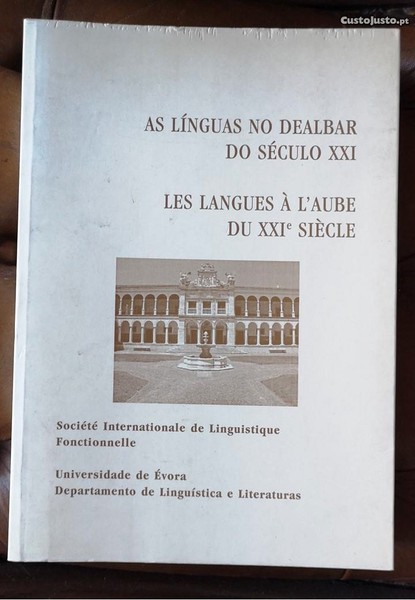 CustoJusto.pt
AS LÍNGUAS NO DEALBAR
DO SÉCULO XXI
LES LANGUES À L'AUBE
DU XXIe SIÈCLE
Société Internationale de Linguistique
Fonctionnelle
Universidade de Évora
Departamento de Linguística e Literaturas